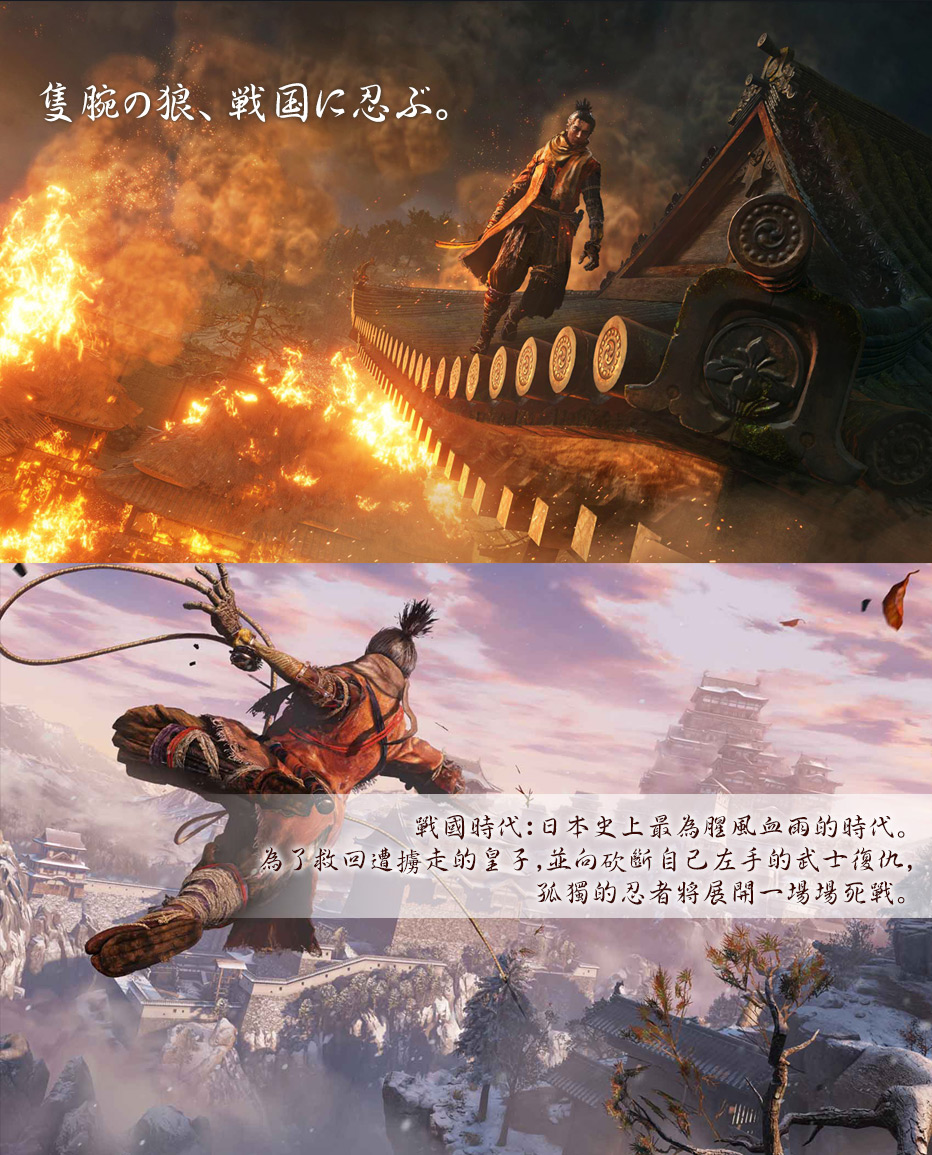 隻腕の狼、戦国に忍ぶ。
戰國時代:日本史上最為腥風血雨的時代。
為了救回遭擄走的皇子,並向砍斷自己左手的武士復仇,
孤獨的忍者將展開一場場死戰。